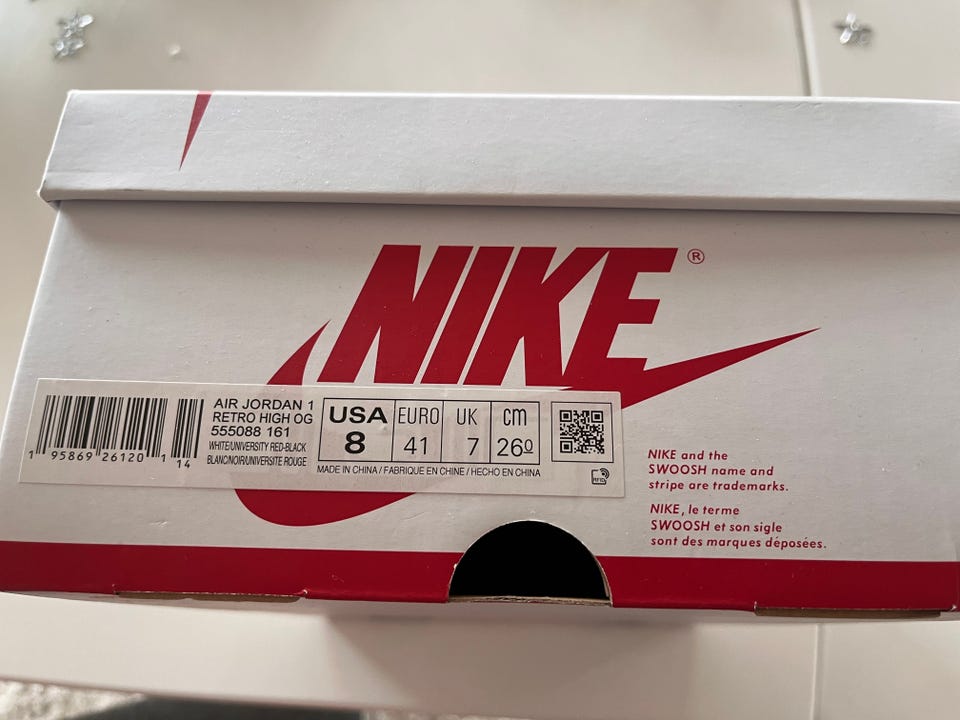 NIKE®
AIR JORDAN 1
RETRO HIGH OG
555088 161
WHITE/UNIVERSITY RED-BLACK
BLANC/NOIR/UNIVERSITE ROUGE
1 95869 26120 1
14
USA EURO UK CM
8 41 7 260
MADE IN CHINA / FABRIQUE EN CHINE / HECHO EN CHINA
RFID
NIKE and the
SWOOSH name and
stripe are trademarks.
NIKE, le terme
SWOOSH et son sigle
sont des marques déposées.